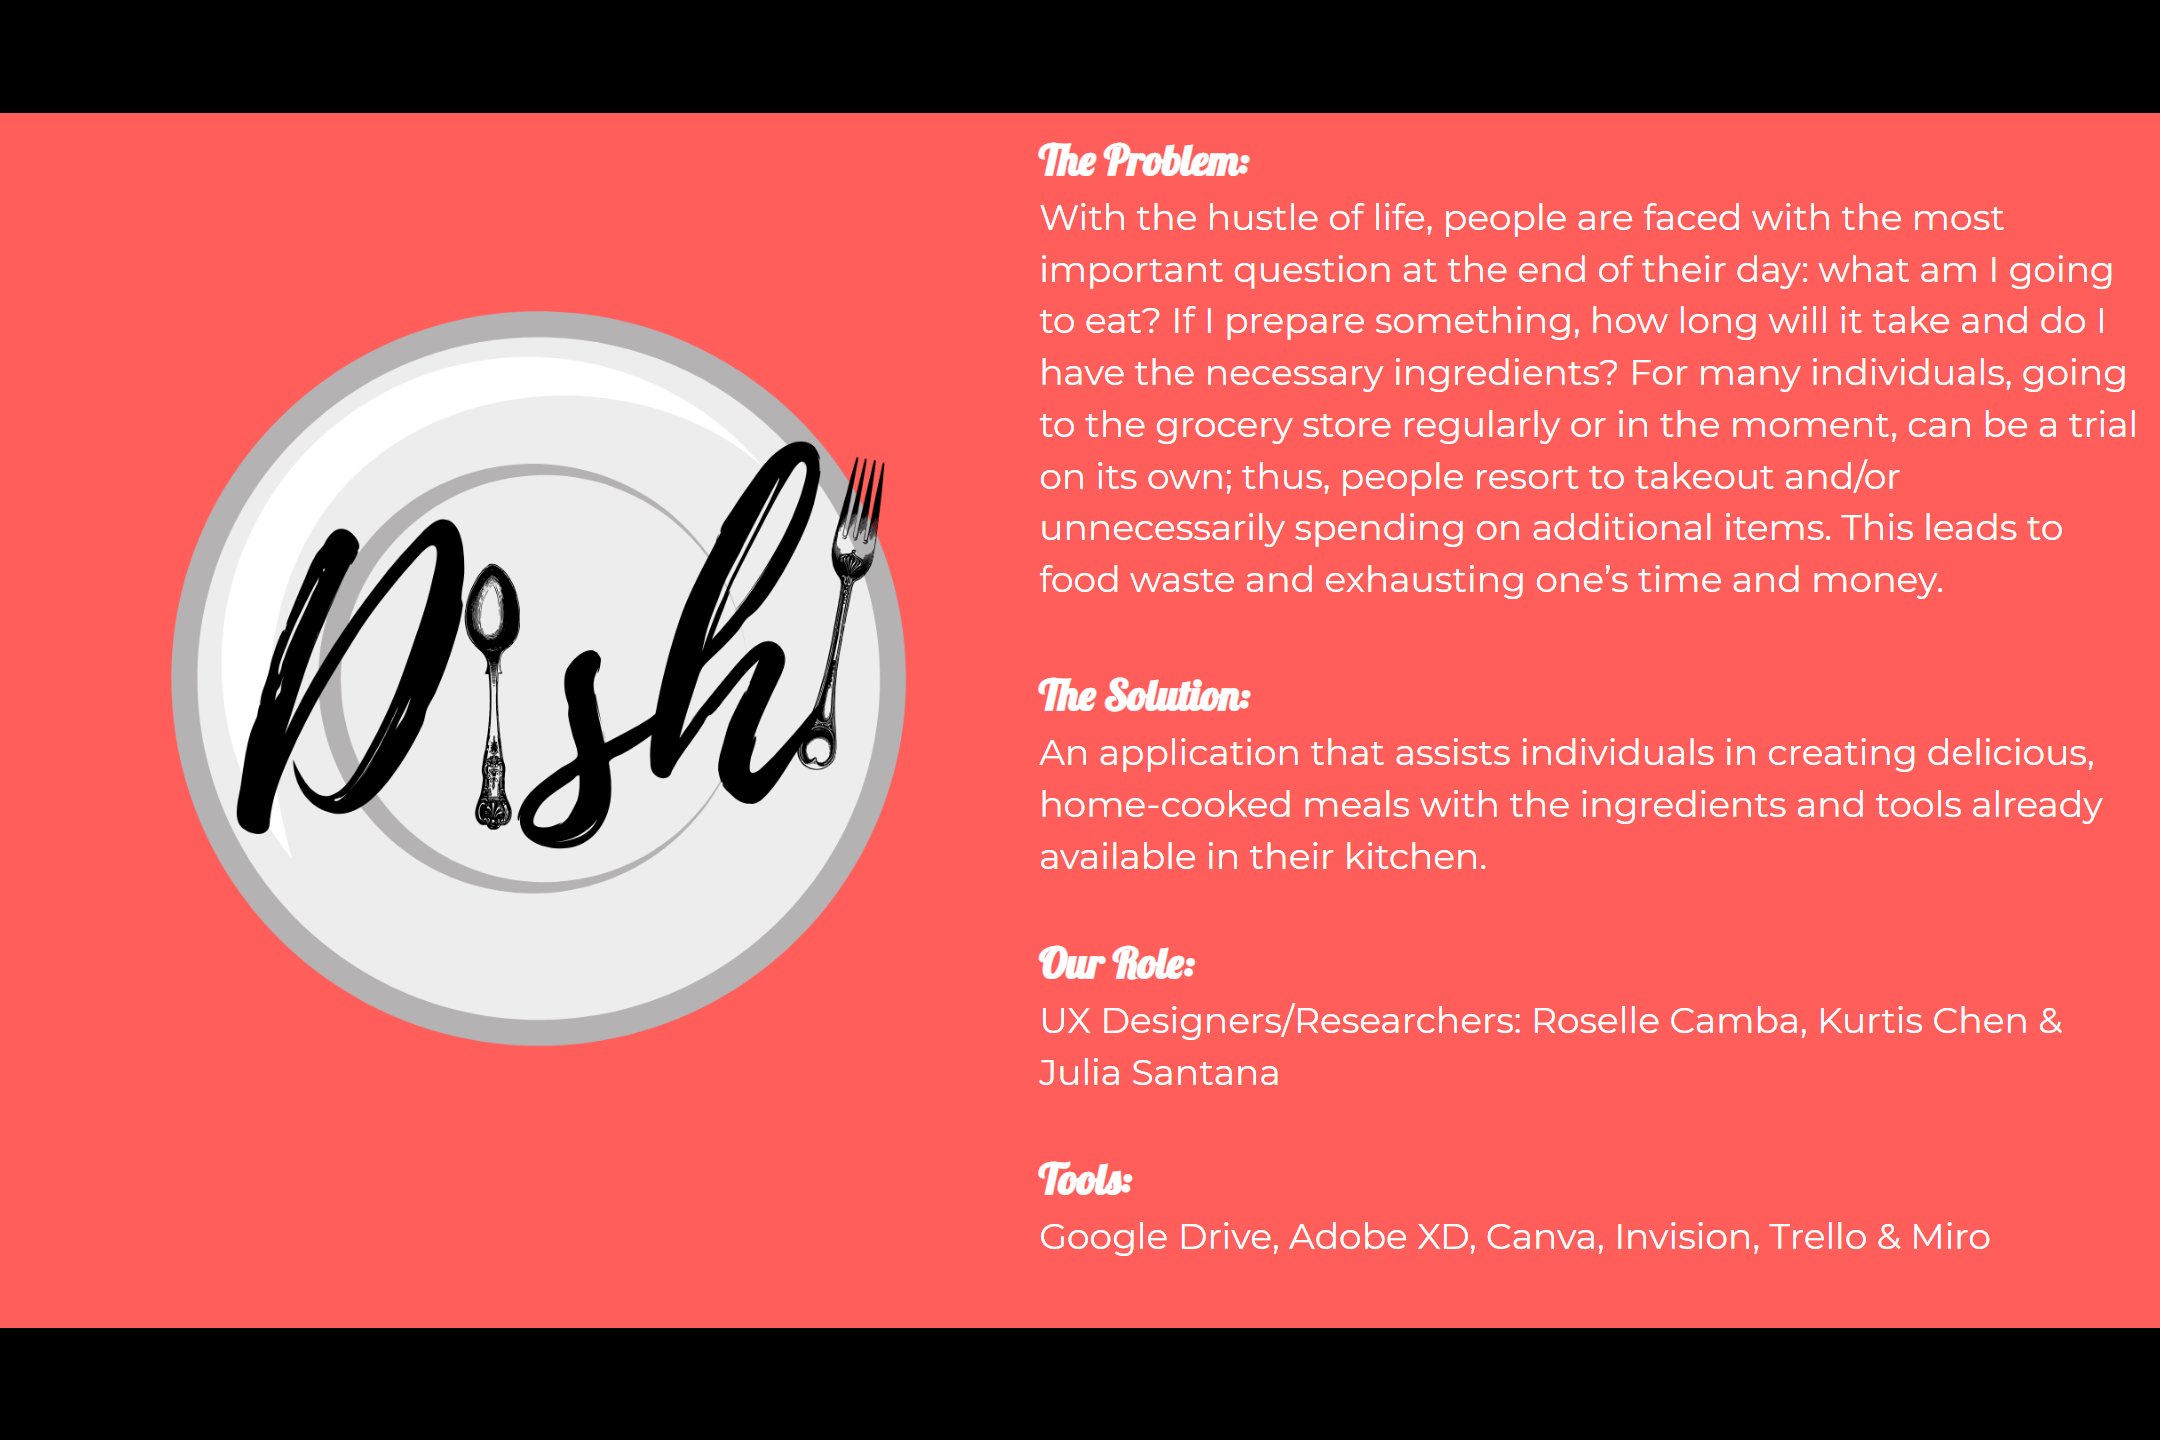 Dish
The Problem:
With the hustle of life, people are faced with the most
important question at the end of their day: what am I going
to eat? If I prepare something, how long will it take and do I
have the necessary ingredients? For many individuals, going
to the grocery store regularly or in the moment, can be a trial
on its own; thus, people resort to takeout and/or
unnecessarily spending on additional items. This leads to
food waste and exhausting one’s time and money.
The Solution:
An application that assists individuals in creating delicious,
home-cooked meals with the ingredients and tools already
available in their kitchen.
Our Role:
UX Designers/Researchers: Roselle Camba, Kurtis Chen &
Julia Santana
Tools:
Google Drive, Adobe XD, Canva, Invision, Trello & Miro